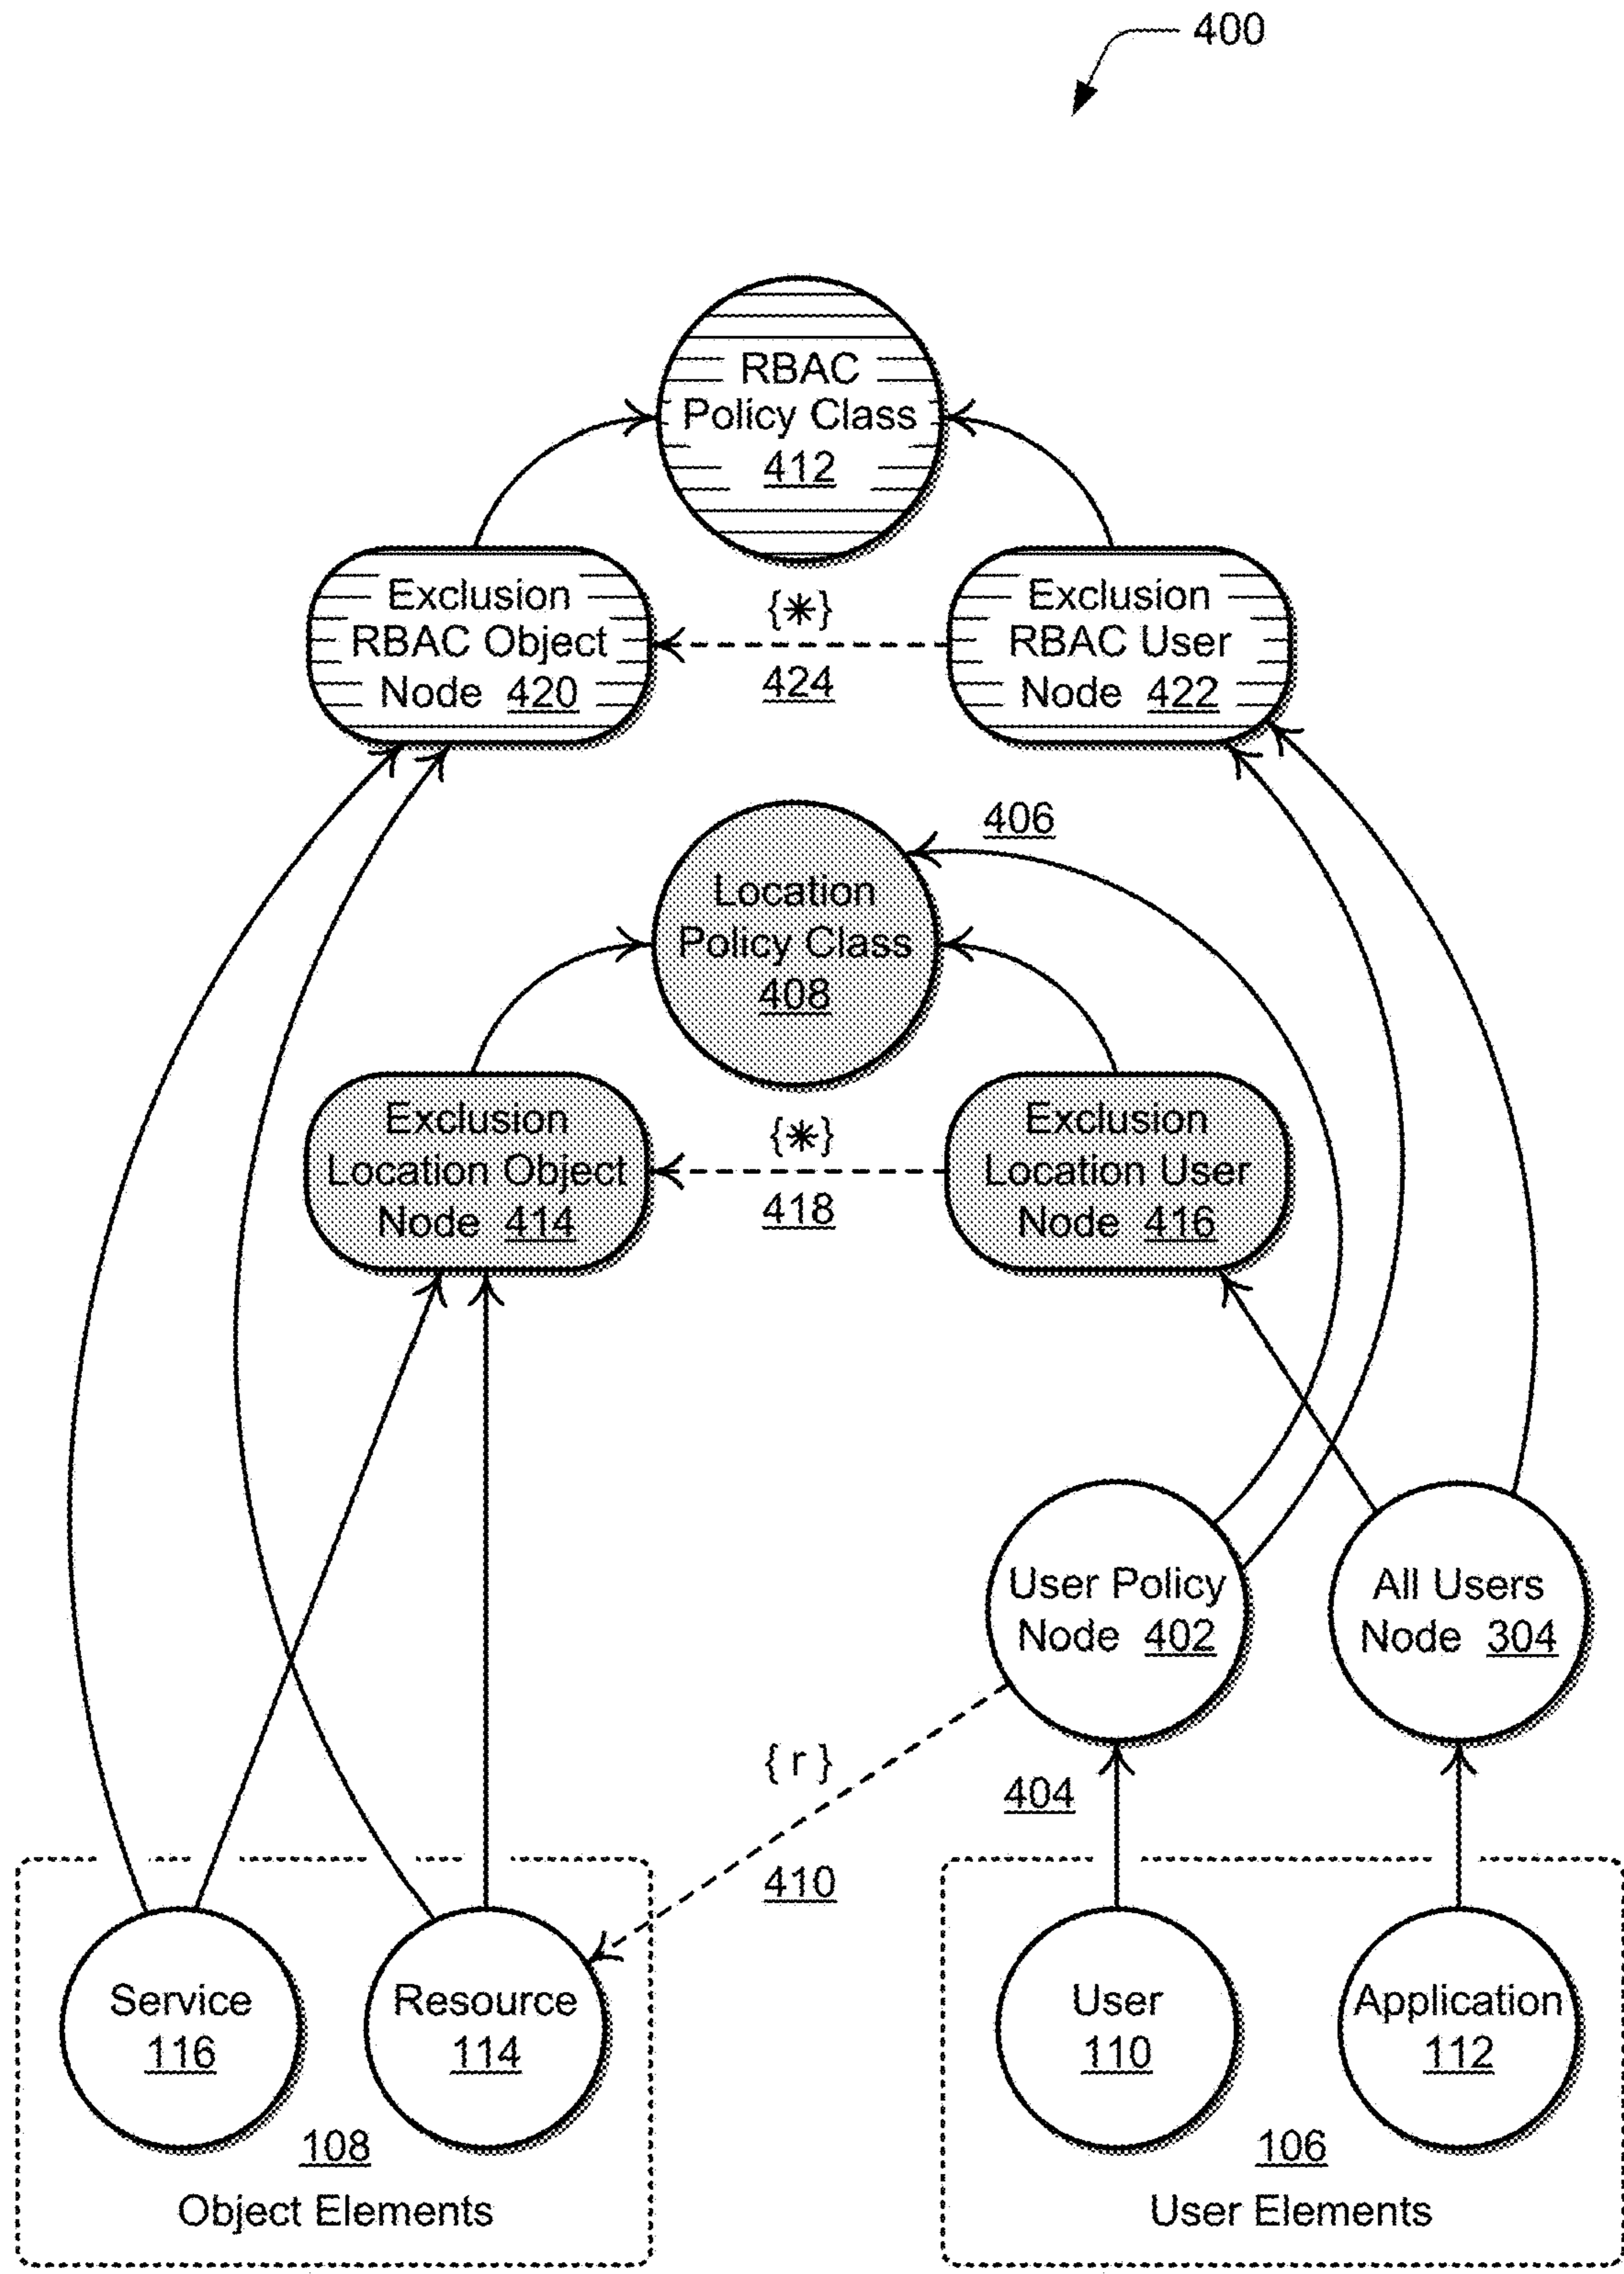 400
RBAC
Policy Class
412
Exclusion
RBAC Object
Node 420
{*}
424
Exclusion
RBAC User
Node 422
406
Location
Policy Class
408
Exclusion
Location Object
Node 414
{*}
418
Exclusion
Location User
Node 416
User Policy
Node 402
All Users
Node 304
{ r }
404
410
Service
116
Resource
114
User
110
Application
112
108
Object Elements
106
User Elements